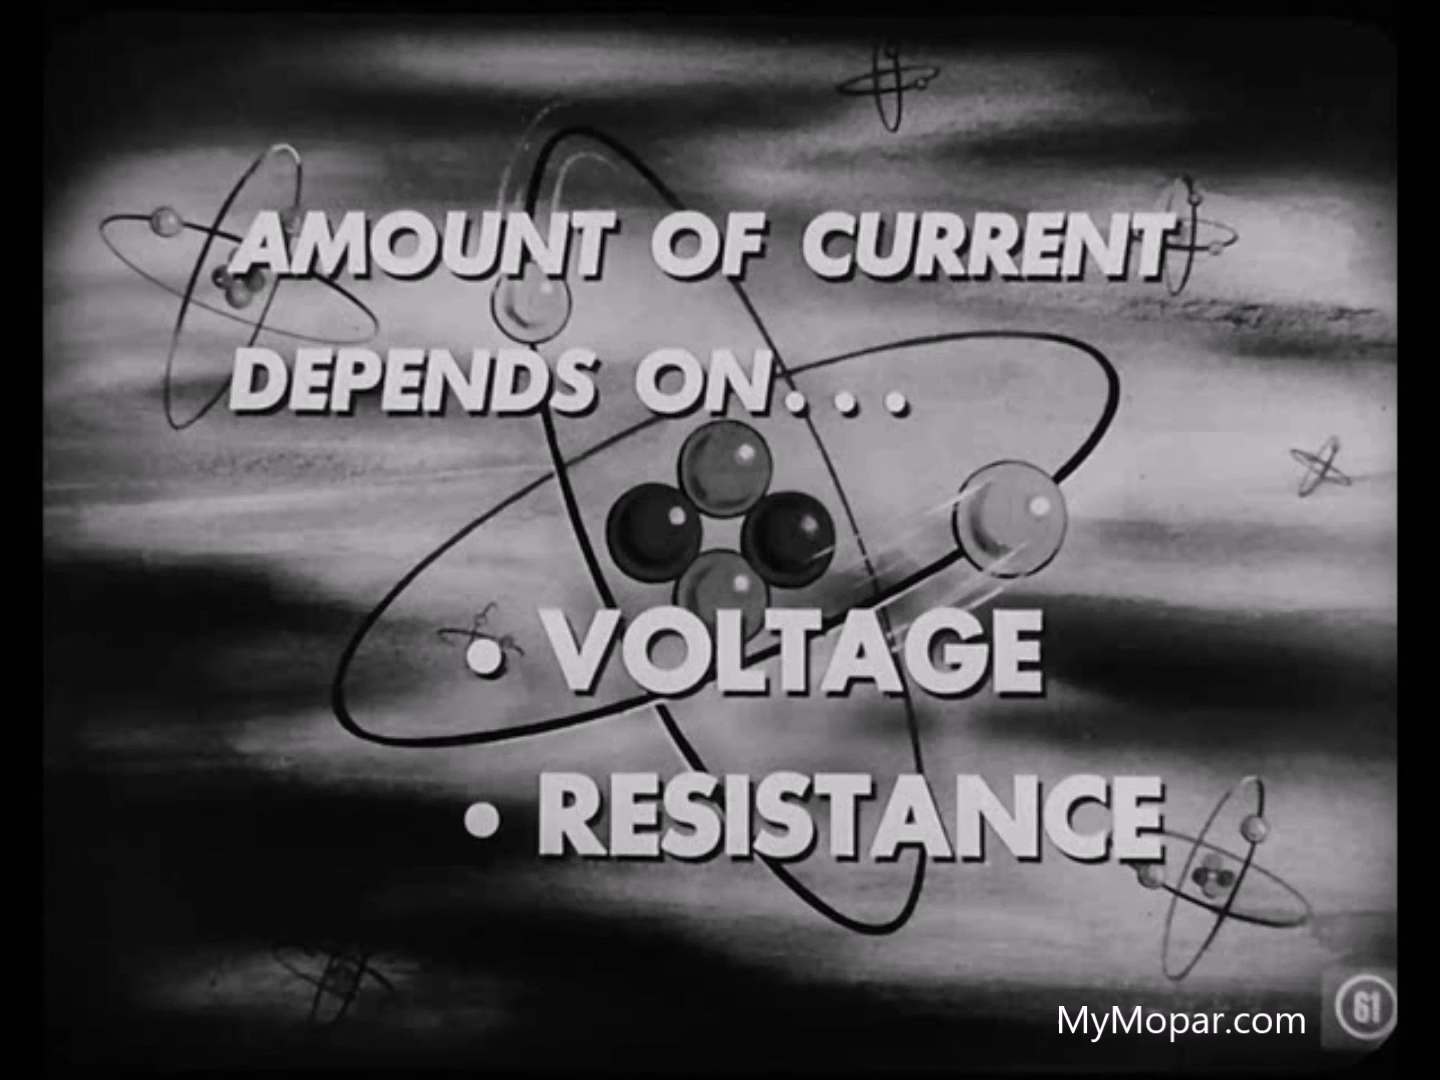 AMOUNT OF CURRENT
DEPENDS ON...
• VOLTAGE
• RESISTANCE
MyMopar.com
61